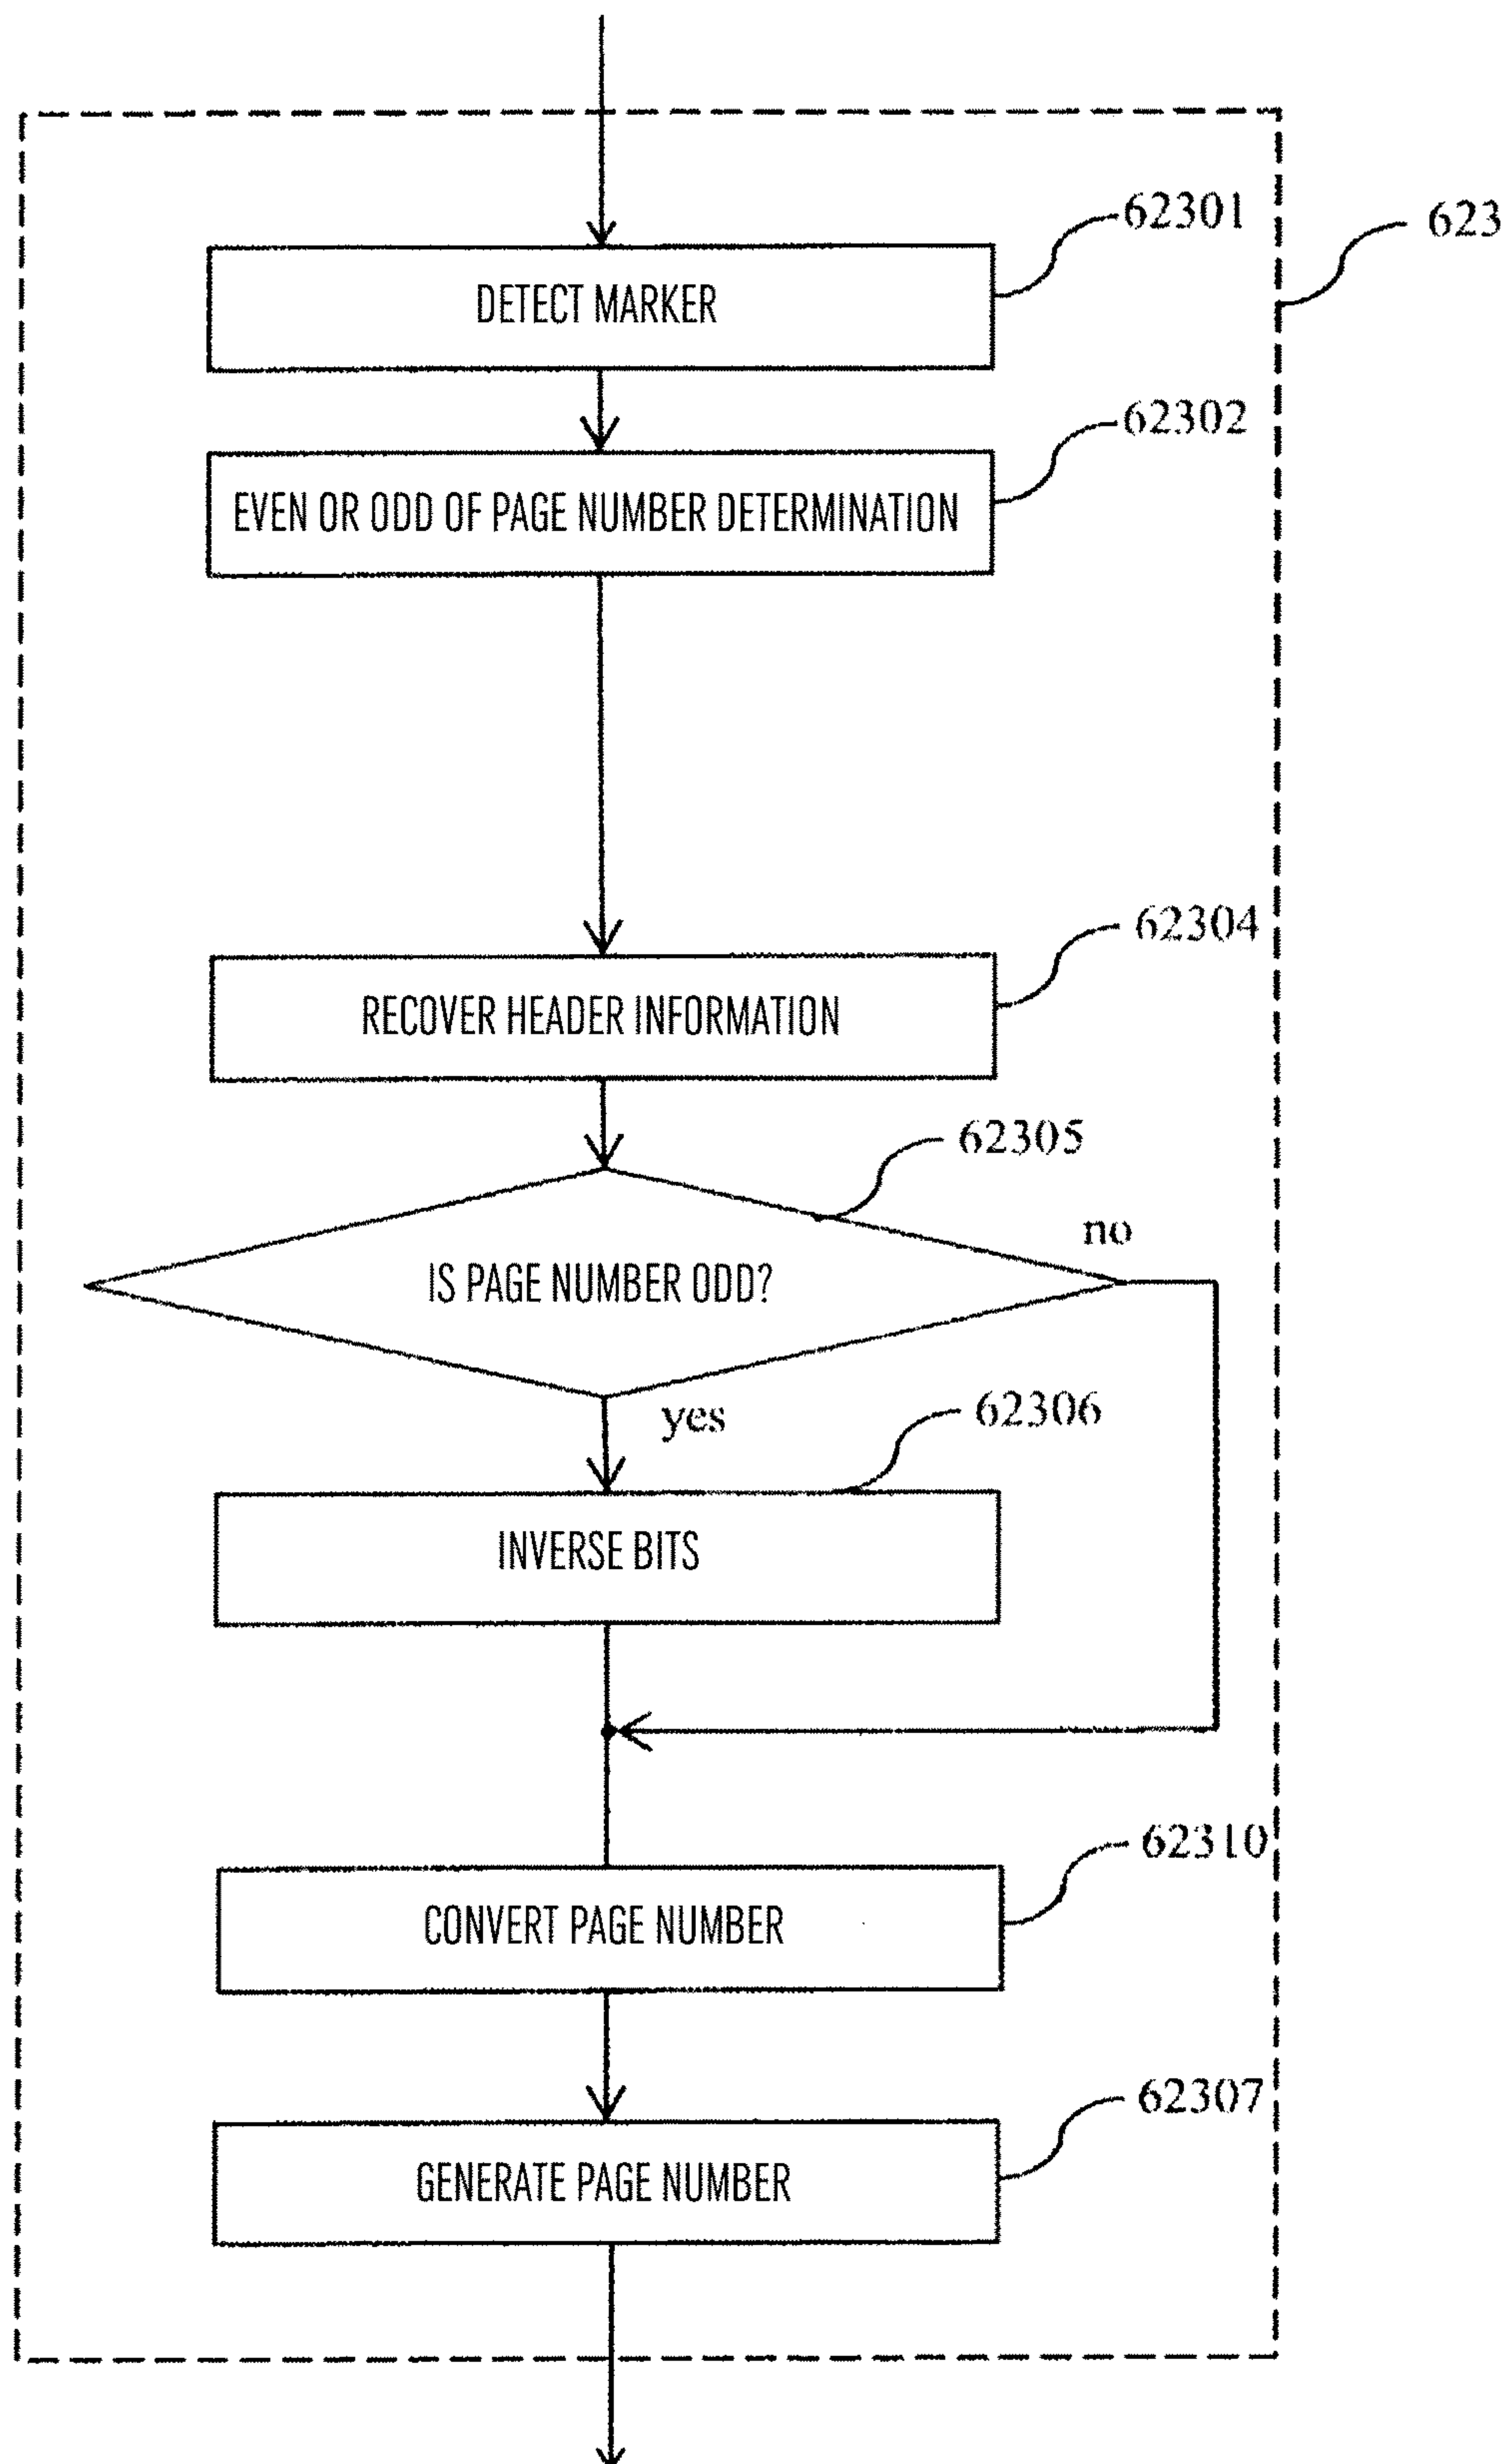 62301
623
DETECT MARKER
62302
EVEN OR ODD OF PAGE NUMBER DETERMINATION
62304
RECOVER HEADER INFORMATION
62305
no
IS PAGE NUMBER ODD?
yes
62306
INVERSE BITS
62310
CONVERT PAGE NUMBER
62307
GENERATE PAGE NUMBER